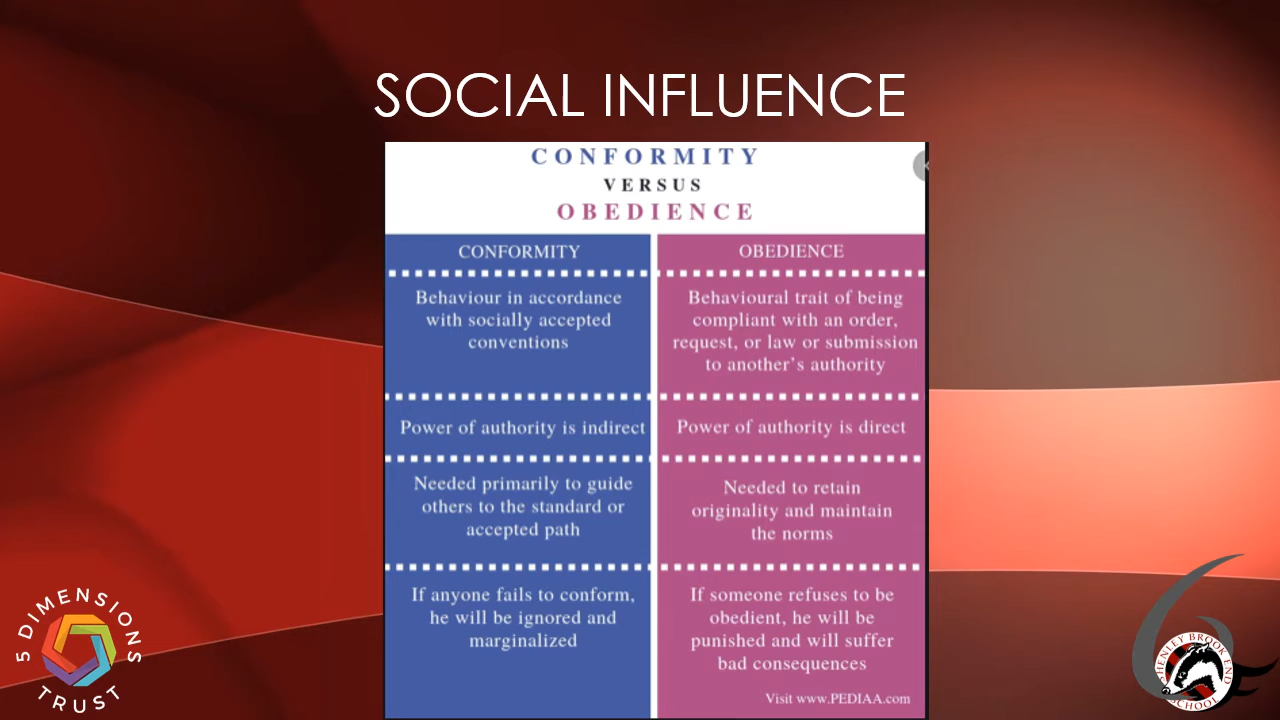 SOCIAL INFLUENCE
CONFORMITY
VERSUS
OBEDIENCE
CONFORMITY
Behaviour in accordance
with socially accepted
conventions
Power of authority is indirect
Needed primarily to guide
others to the standard or
accepted path
If anyone fails to conform,
he will be ignored and
marginalized
OBEDIENCE
Behavioural trait of being
compliant with an order,
request, or law or submission
to another's authority
Power of authority is direct
Needed to retain
originality and maintain
the norms
If someone refuses to be
obedient, he will be
punished and will suffer
bad consequences
Visit www.PEDIAA.com
5 DIMENSIONS
TRUST
6
SHENLEY BROOK END
SCHOOL